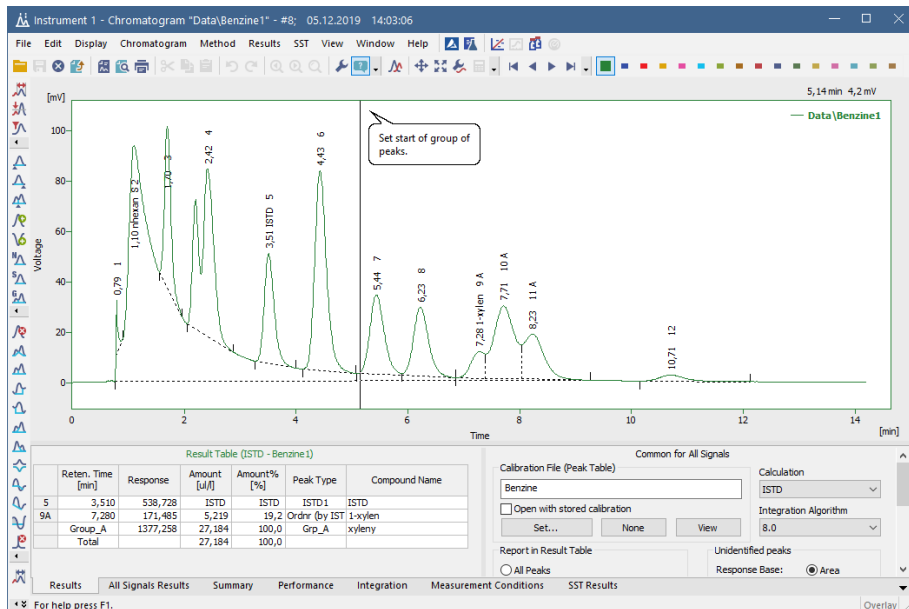 Instrument 1 - Chromatogram "Data\Benzine1" - #8;   05.12.2019   14:03:06
File Edit Display Chromatogram Method Results SST View Window Help
5,14 min 4,2 mV
[mV]
Data\Benzine1
Set start of group of
peaks.
100
80
60
40
20
0
Voltage
0,79 1
1,10 nhexan S 2
1,70 3
2,42 4
3,51 ISTD 5
4,43 6
5,44 7
6,23 8
7,28 1-xylen 9 A
7,71 10 A
8,23 11 A
10,71 12
0 2 4 6 8 10 12 14
Time
[min]
Result Table (ISTD - Benzine1)
Reten. Time [min] Response Amount [ul/l] Amount% [%] Peak Type Compound Name
5 3,510 538,728 ISTD ISTD ISTD1 ISTD
9A 7,280 171,485 5,219 19,2 Ordnr (by IST 1-xylen
Group_A 1377,258 27,184 100,0 Grp_A xyleny
Total 27,184 100,0
Common for All Signals
Calibration File (Peak Table)
Benzine
Open with stored calibration
Set... None View
Calculation
ISTD
Integration Algorithm
8.0
Report in Result Table
All Peaks
Unidentified peaks
Response Base: Area
Results All Signals Results Summary Performance Integration Measurement Conditions SST Results
For help press F1.
Overlay